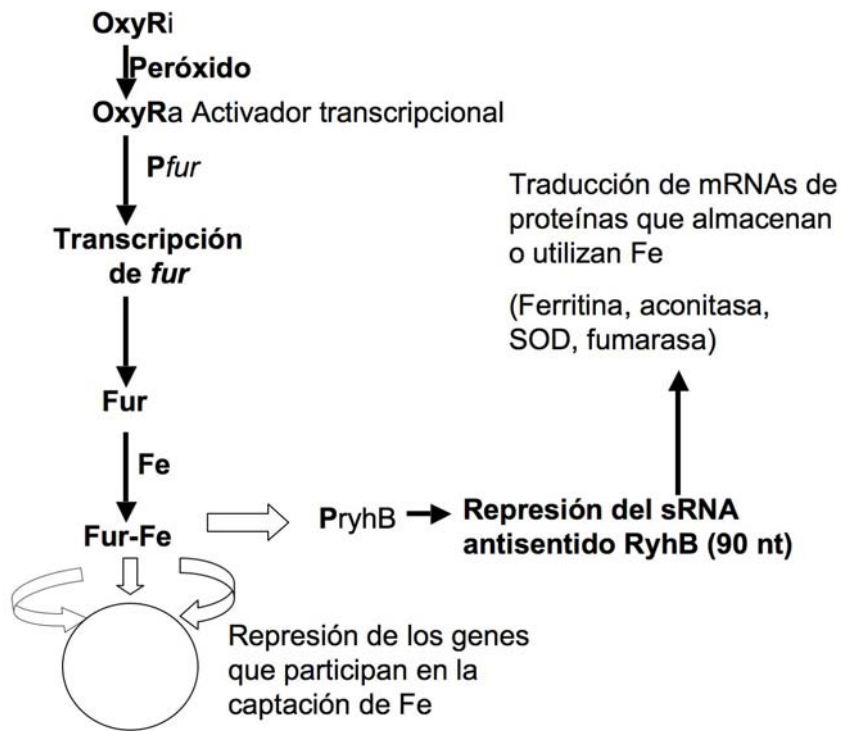 OxyRi
Peróxido
OxyRa Activador transcripcional
Pfur
Transcripción
de fur
Fur
Fe
Fur-Fe
PryhB
Represión del sRNA
antisentido RyhB (90 nt)
Traducción de mRNAs de
proteínas que almacenan
o utilizan Fe
(Ferritina, aconitasa,
SOD, fumarasa)
Represión de los genes
que participan en la
captación de Fe